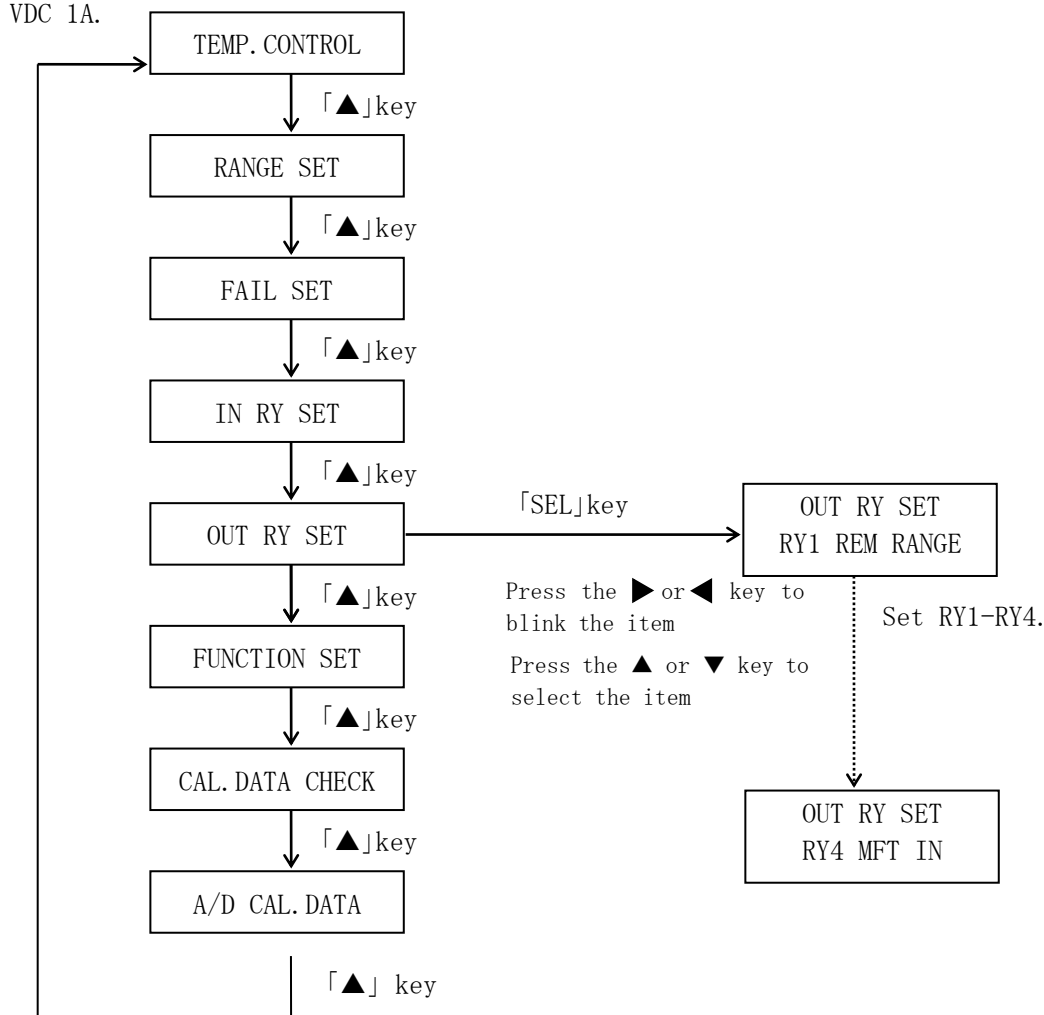 VDC 1A.
TEMP.CONTROL
「▲」key
RANGE SET
「▲」key
FAIL SET
「▲」key
IN RY SET
「▲」key
OUT RY SET
「SEL」key
OUT RY SET
RY1 REM RANGE
Press the ▶ or ◀ key to
blink the item
Press the ▲ or ▼ key to
select the item
Set RY1-RY4.
OUT RY SET
RY4 MFT IN
「▲」key
FUNCTION SET
「▲」key
CAL.DATA CHECK
「▲」key
A/D CAL.DATA
「▲」 key